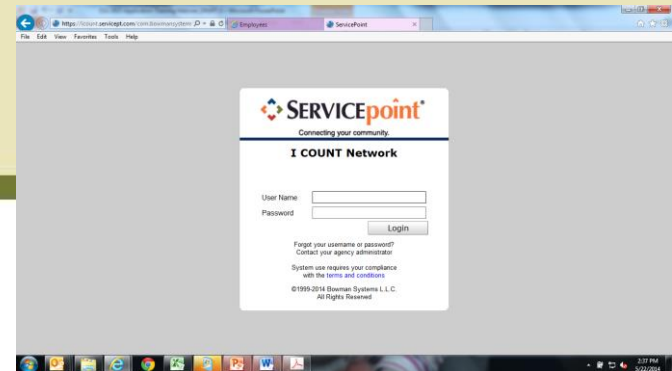 https://icount.servicept.com/com.bowmansystems
Employees
ServicePoint
File Edit View Favorites Tools Help
SERVICEpoint
Connecting your community.
I COUNT Network
User Name
Password
Login
Forgot your username or password?
Contact your agency administrator
System use requires your compliance
with the terms and conditions
©1999-2014 Bowman Systems L.L.C.
All Rights Reserved
2:37 PM
5/22/2014